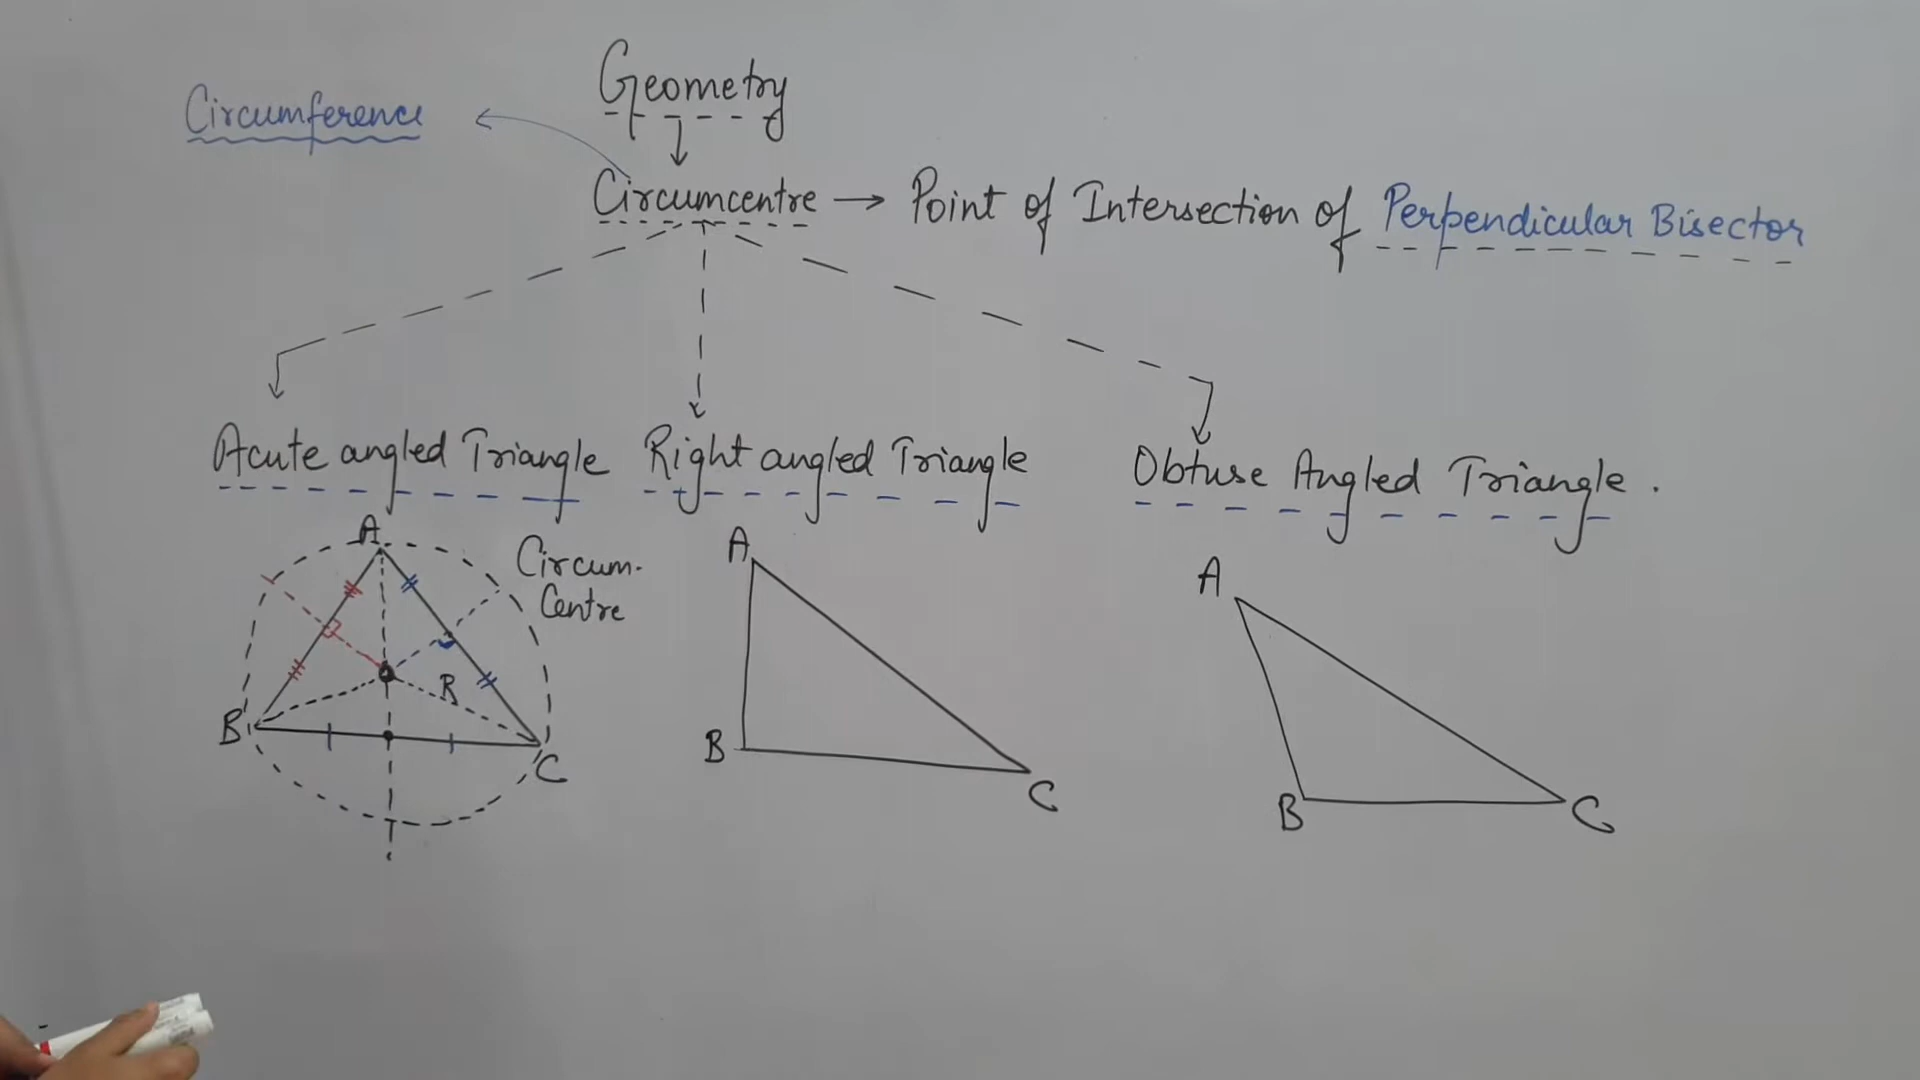 Geometry
Circumference
Circumcentre → Point of Intersection of Perpendicular Bisector
Acute angled Triangle
Right angled Triangle
Obtuse Angled Triangle.
A
Circum-
Centre
R
B
C
A
B
C
A
B
C